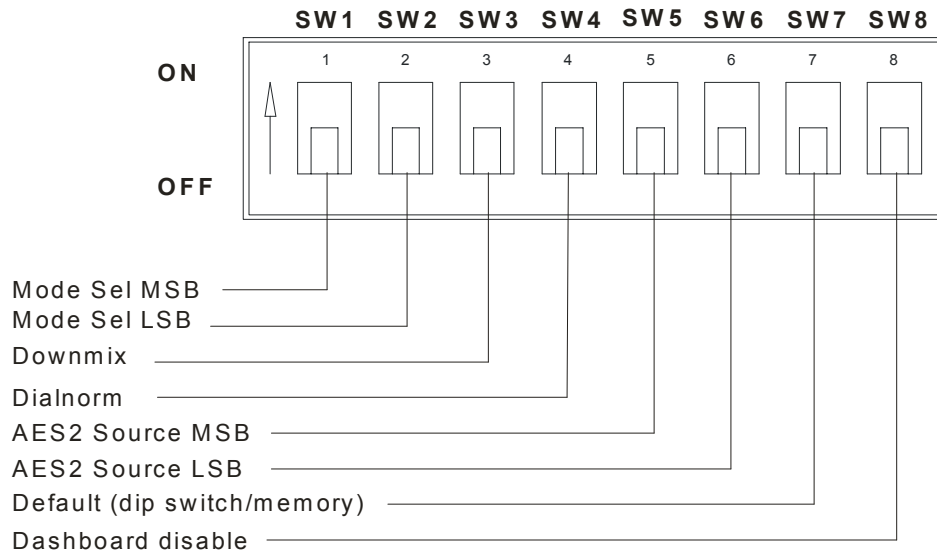 SW1 SW2 SW3 SW4 SW5 SW6 SW7 SW8
1 2 3 4 5 6 7 8
ON
OFF
Mode Sel MSB
Mode Sel LSB
Downmix
Dialnorm
AES2 Source MSB
AES2 Source LSB
Default (dip switch/memory)
Dashboard disable